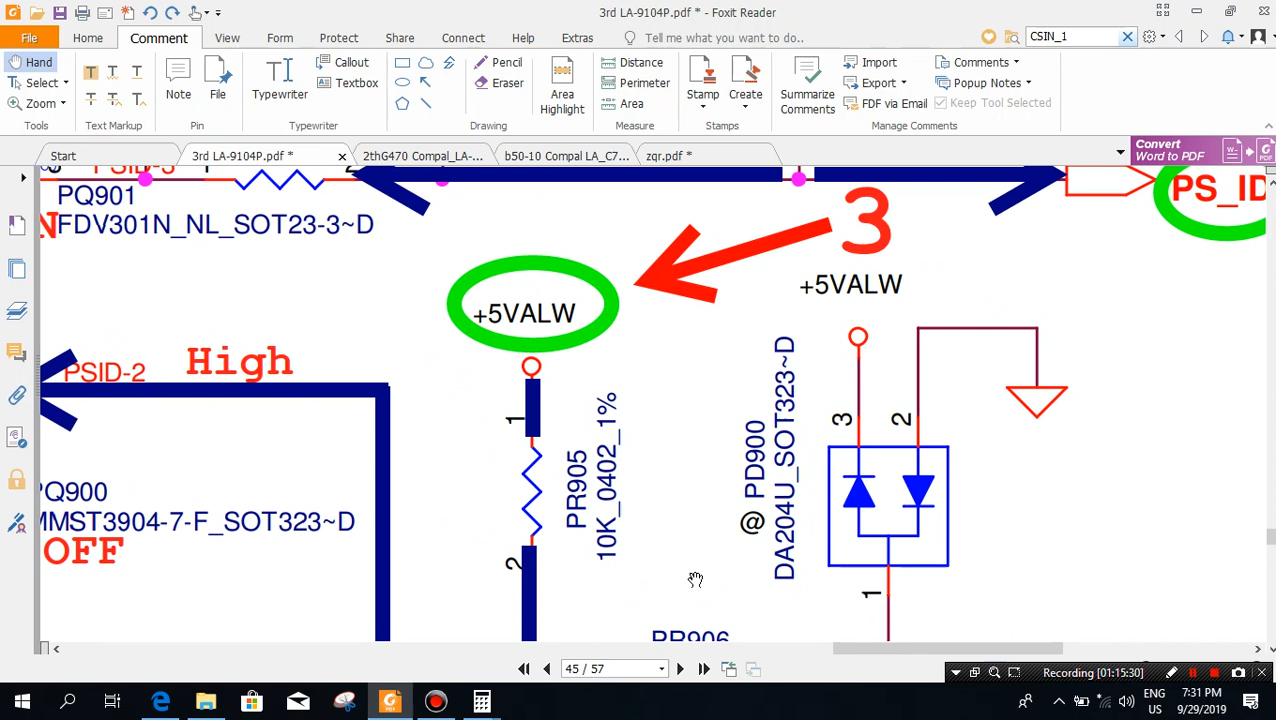 3rd LA-9104P.pdf * - Foxit Reader
File Home Comment View Form Protect Share Connect Help Extras Tell me what you want to do.. CSIN_1
Hand
Select
Zoom
Tools
Text Markup
Note
File
Pin
Typewriter
Callout
Textbox
Typewriter
Pencil
Eraser
Drawing
Area Highlight
Distance
Perimeter
Area
Measure
Stamp
Create
Stamps
Summarize Comments
Import
Export
FDF via Email
Comments
Popup Notes
Keep Tool Selected
Manage Comments
Start 3rd LA-9104P.pdf * 2thG470 Compal_LA-... b50-10 Compal LA_C7... zqr.pdf *
Convert
Word to PDF
PSID-3 1 2
PQ901
FDV301N_NL_SOT23-3~D
3
PS_ID
+5VALW
+5VALW
PSID-2 High
1
PR905
10K_0402_1%
2
3 2
@ PD900
DA204U_SOT323~D
1
PQ900
MMST3904-7-F_SOT323~D
OFF
PR906
45 / 57
Recording [01:15:30]
ENG
US
7:31 PM
9/29/2019